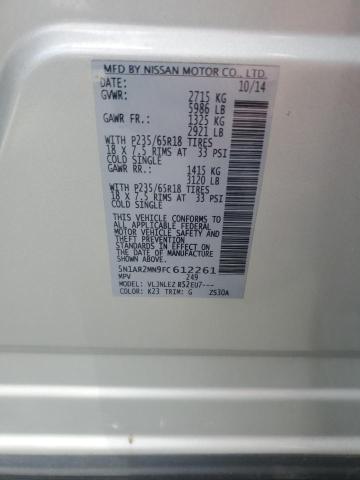 MFD BY NISSAN MOTOR CO., LTD.
DATE: 10/14
GVWR: 2715 KG
5986 LB
GAWR FR: 1325 KG
2921 LB
WITH P235/65R18 TIRES
18 X 7.5 RIMS AT 33 PSI
COLD SINGLE
GAWR RR: 1415 KG
3120 LB
WITH P235/65R18 TIRES
18 X 7.5 RIMS AT 33 PSI
COLD SINGLE
THIS VEHICLE CONFORMS TO ALL
APPLICABLE FEDERAL
MOTOR VEHICLE SAFETY AND
THEFT PREVENTION
STANDARDS IN EFFECT ON THE
DATE OF MANUFACTURE
SHOWN ABOVE.
5N1AR2MN9FC612261
MPV 249
VLJNLEZ R52EU7---
COLOR: K23 TRIM: G ZS30A